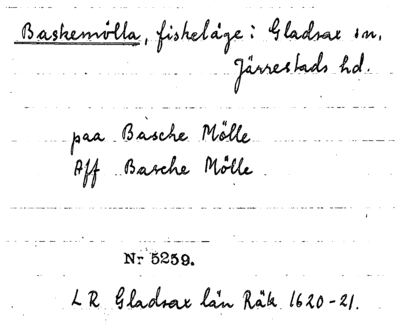 Baskemölla, fiskeläge i Gladsax sn,
Järrestads hd.
paa Basche Mölle
Aff Basche Mölle
Nr 5259.
LR Gladsax län Räk 1620-21.